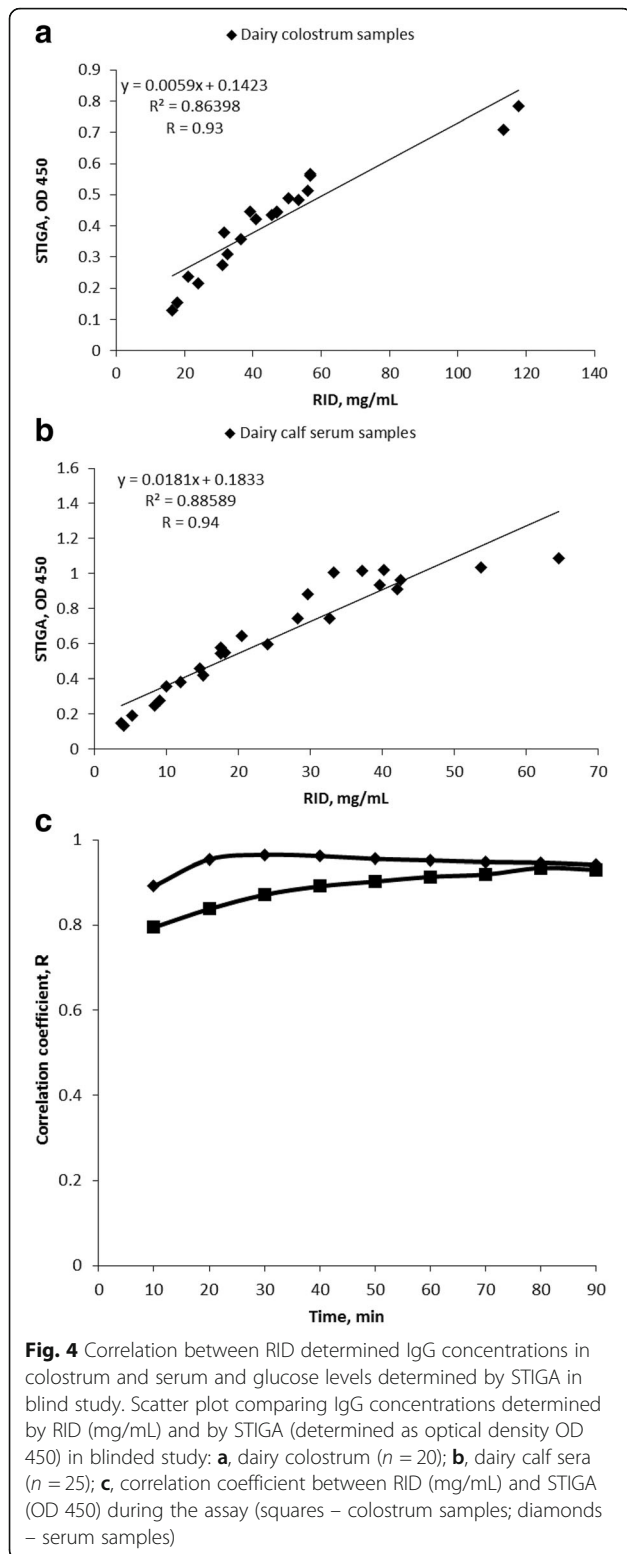 a
◆ Dairy colostrum samples
y = 0.0059x + 0.1423
R² = 0.86398
R = 0.93
STIGA, OD 450
0.9
0.8
0.7
0.6
0.5
0.4
0.3
0.2
0.1
0
0 20 40 60 80 100 120 140
RID, mg/mL
b
◆ Dairy calf serum samples
y = 0.0181x + 0.1833
R² = 0.88589
R = 0.94
STIGA, OD 450
1.6
1.4
1.2
1
0.8
0.6
0.4
0.2
0
0 10 20 30 40 50 60 70
RID, mg/mL
c
Correlation coefficient, R
1
0.8
0.6
0.4
0.2
0
0 10 20 30 40 50 60 70 80 90
Time, min
Fig. 4 Correlation between RID determined IgG concentrations in
colostrum and serum and glucose levels determined by STIGA in
blind study. Scatter plot comparing IgG concentrations determined
by RID (mg/mL) and by STIGA (determined as optical density OD
450) in blinded study: a, dairy colostrum (n = 20); b, dairy calf sera
(n = 25); c, correlation coefficient between RID (mg/mL) and STIGA
(OD 450) during the assay (squares – colostrum samples; diamonds
– serum samples)